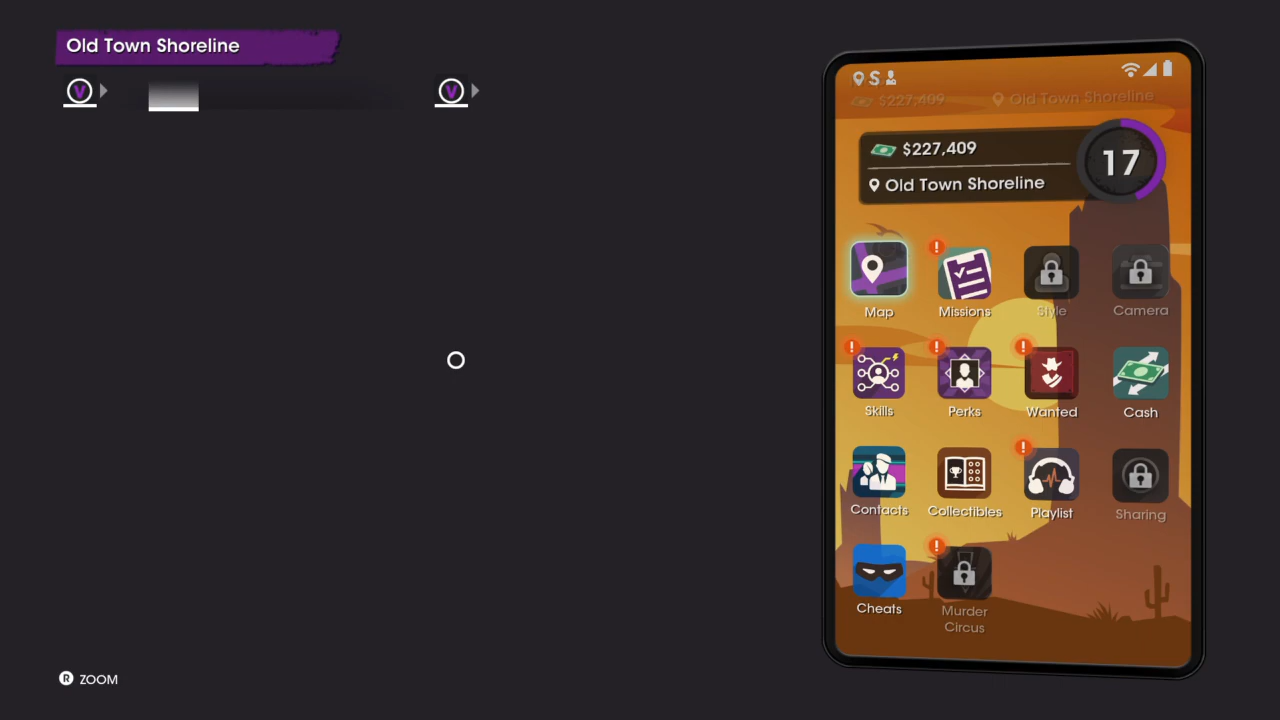 Old Town Shoreline
V
V
$227,409
Old Town Shoreline
$227,409
17
Old Town Shoreline
Map
Missions
Style
Camera
Skills
Perks
Wanted
Cash
Contacts
Collectibles
Playlist
Sharing
Cheats
Murder
Circus
R ZOOM